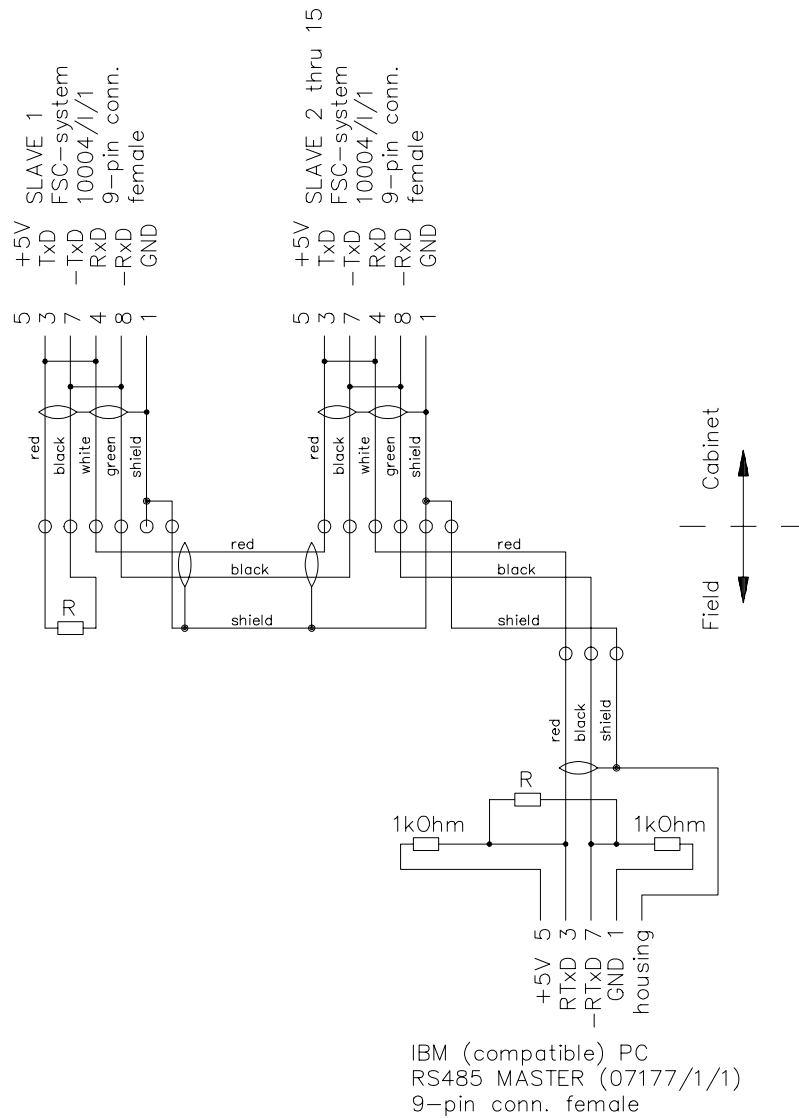 SLAVE 1
FSC-system
10004/I/1
9-pin conn.
female
+5V 5
TxD 3
-TxD 7
RxD 4
-RxD 8
GND 1
red
black
white
green
shield
R
SLAVE 2 thru 15
FSC-system
10004/I/1
9-pin conn.
female
+5V 5
TxD 3
-TxD 7
RxD 4
-RxD 8
GND 1
red
black
white
green
shield
red
black
shield
red
black
shield
Cabinet
Field
red
black
shield
R
1kOhm
1kOhm
+5V 5
RTxD 3
-RTxD 7
GND 1
housing
IBM (compatible) PC
RS485 MASTER (07177/1/1)
9-pin conn. female